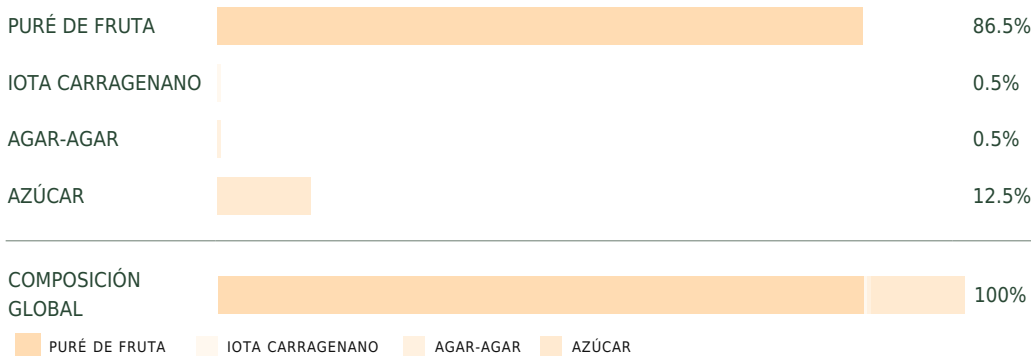 PURÉ DE FRUTA 86.5%
IOTA CARRAGENANO 0.5%
AGAR-AGAR 0.5%
AZÚCAR 12.5%
COMPOSICIÓN
GLOBAL 100%
PURÉ DE FRUTA IOTA CARRAGENANO AGAR-AGAR AZÚCAR